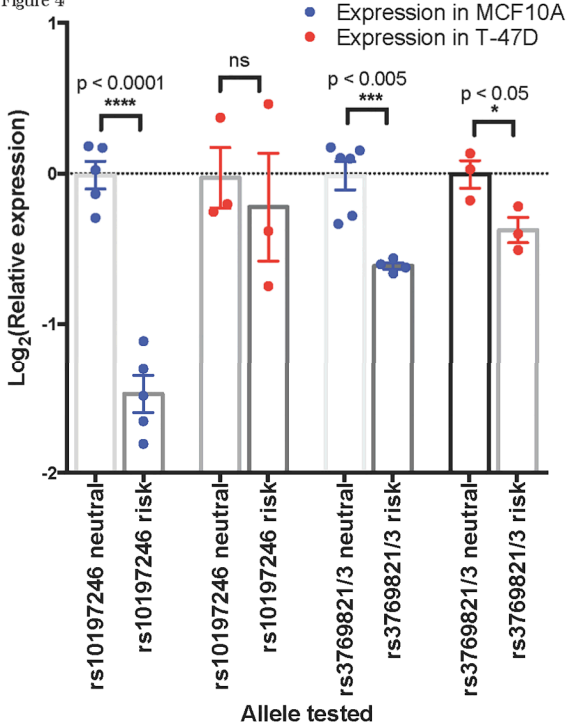 Figure 4
Expression in MCF10A
Expression in T-47D
p < 0.0001
****
ns
p < 0.005
***
p < 0.05
*
1
0
-1
-2
Log2(Relative expression)
rs10197246 neutral
rs10197246 risk
rs10197246 neutral
rs10197246 risk
rs3769821/3 neutral
rs3769821/3 risk
rs3769821/3 neutral
rs3769821/3 risk
Allele tested